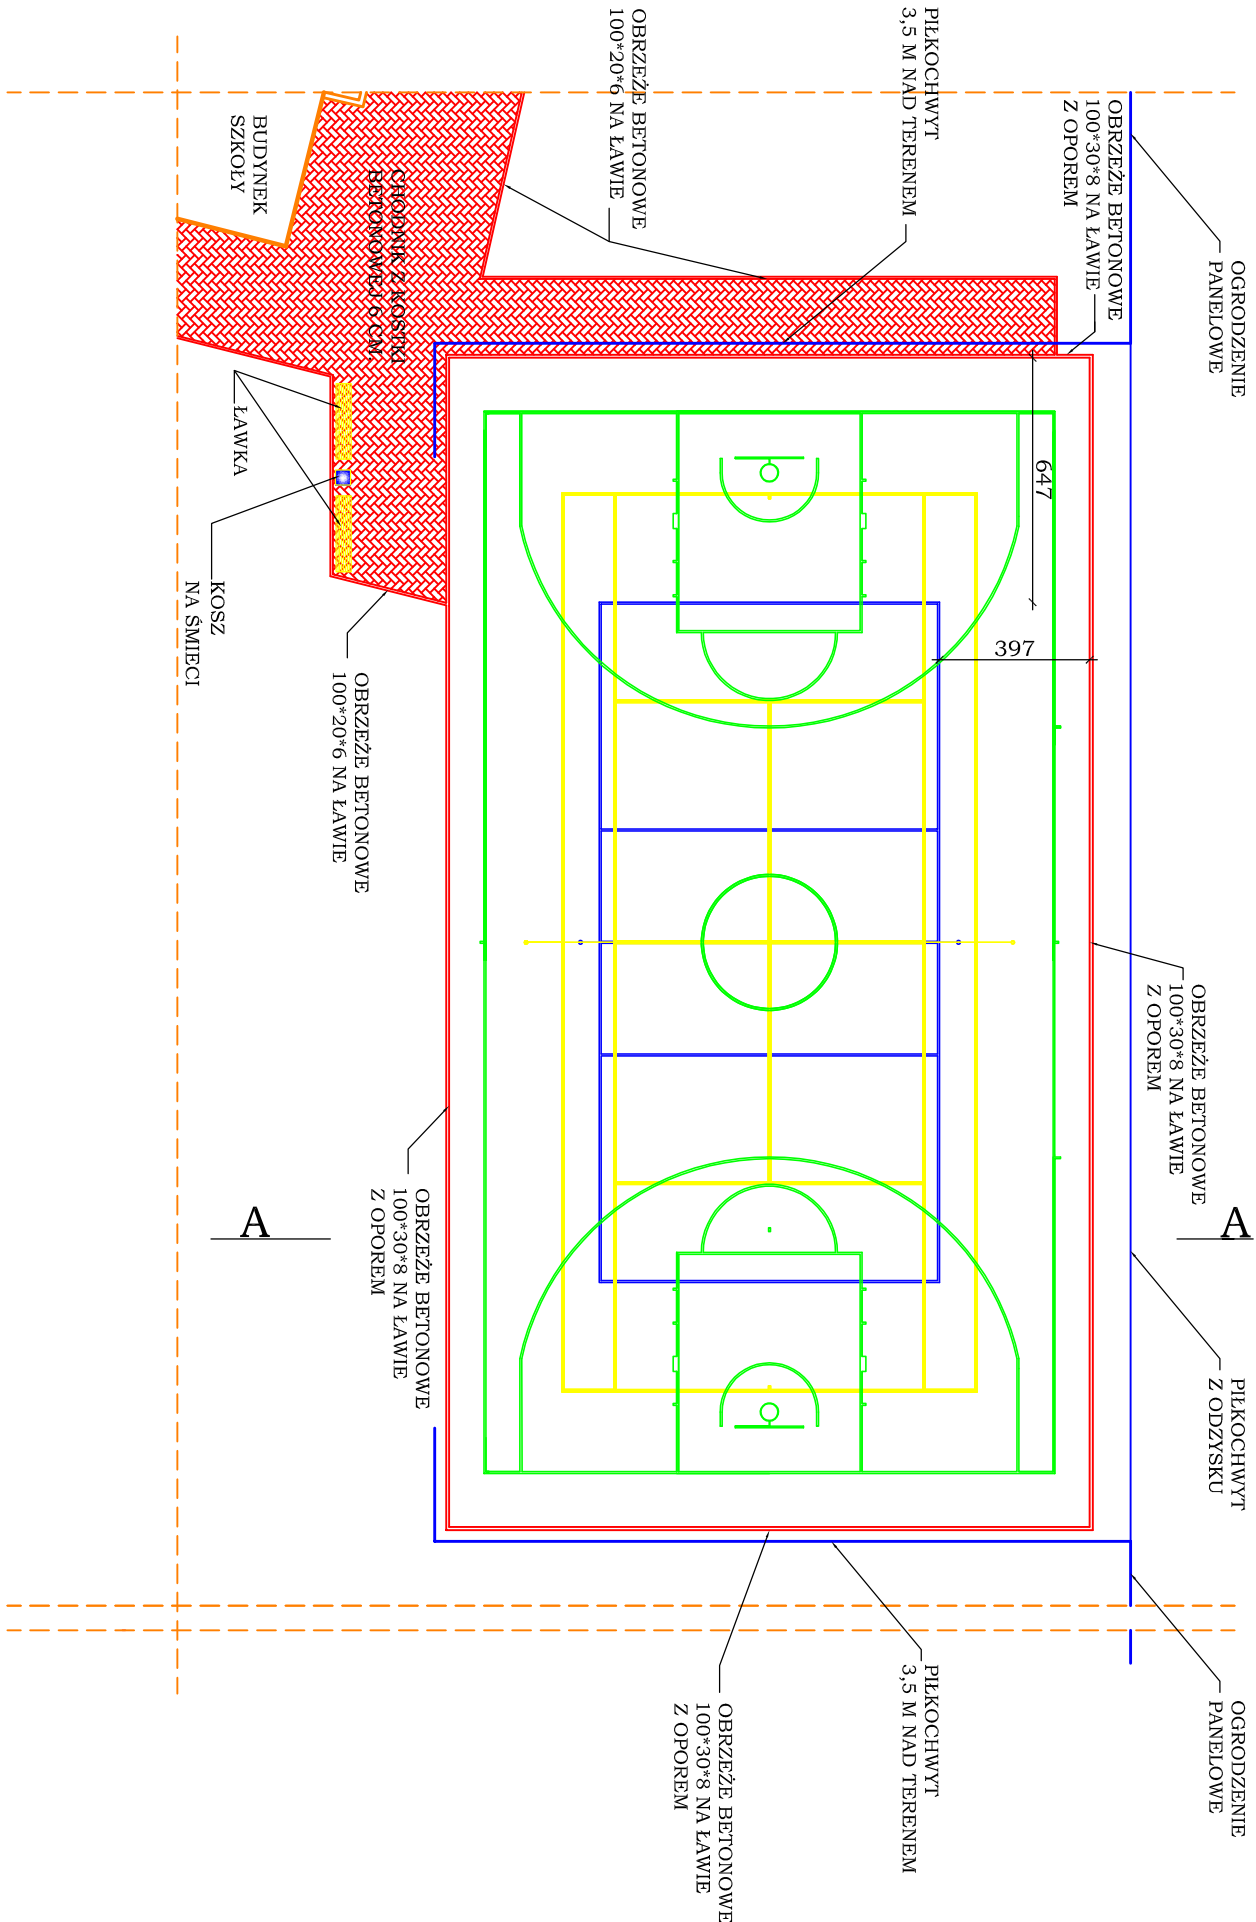 OGRODZENIE
PANELOWE
OBRZEŻE BETONOWE
100*30*8 NA ŁAWIE
Z OPOREM
PIŁKOCHWYT
3,5 M NAD TERENEM
OBRZEŻE BETONOWE
100*20*6 NA ŁAWIE
BUDYNEK
SZKOŁY
CHODNIK Z KOSTKI
BETONOWEJ 6 CM
ŁAWKA
KOSZ
NA ŚMIECI
OBRZEŻE BETONOWE
100*20*6 NA ŁAWIE
647
397
OBRZEŻE BETONOWE
100*30*8 NA ŁAWIE
Z OPOREM
A
A
OBRZEŻE BETONOWE
100*30*8 NA ŁAWIE
Z OPOREM
PIŁKOCHWYT
Z ODZYSKU
OGRODZENIE
PANELOWE
PIŁKOCHWYT
3,5 M NAD TERENEM
OBRZEŻE BETONOWE
100*30*8 NA ŁAWIE
Z OPOREM